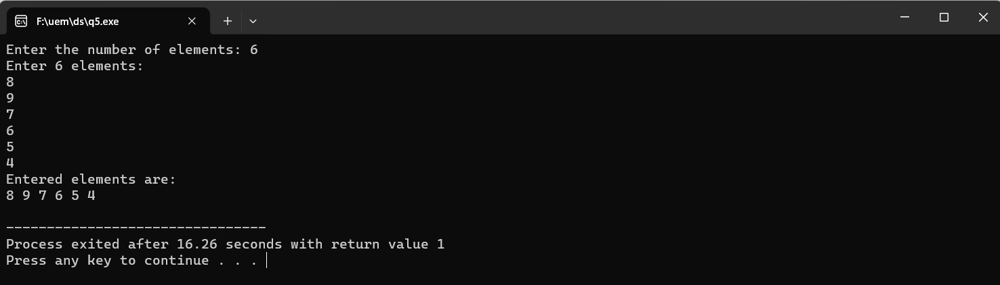 F:\uem\ds\q5.exe
Enter the number of elements: 6
Enter 6 elements:
8
9
7
6
5
4
Entered elements are:
8 9 7 6 5 4
--------------------------------
Process exited after 16.26 seconds with return value 1
Press any key to continue . . .